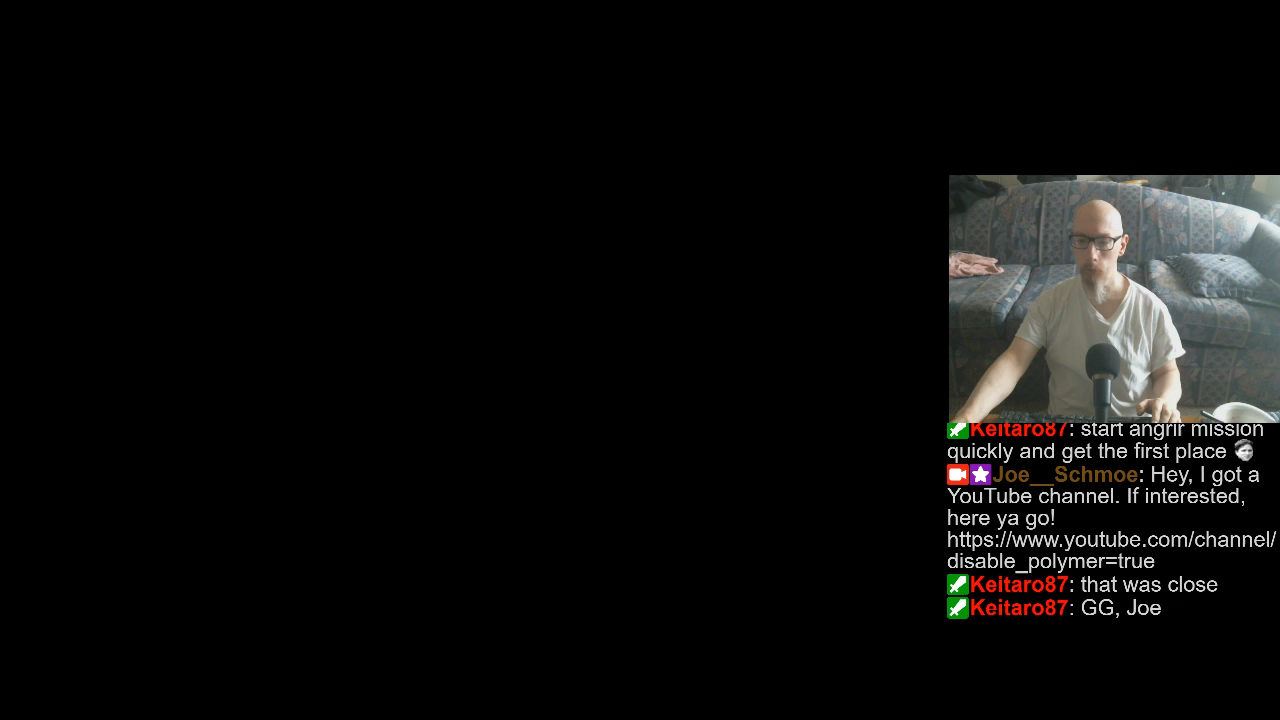 Keitaro87: start angrir mission
quickly and get the first place
Joe__Schmoe: Hey, I got a
YouTube channel. If interested,
here ya go!
https://www.youtube.com/channel/
disable_polymer=true
Keitaro87: that was close
Keitaro87: GG, Joe